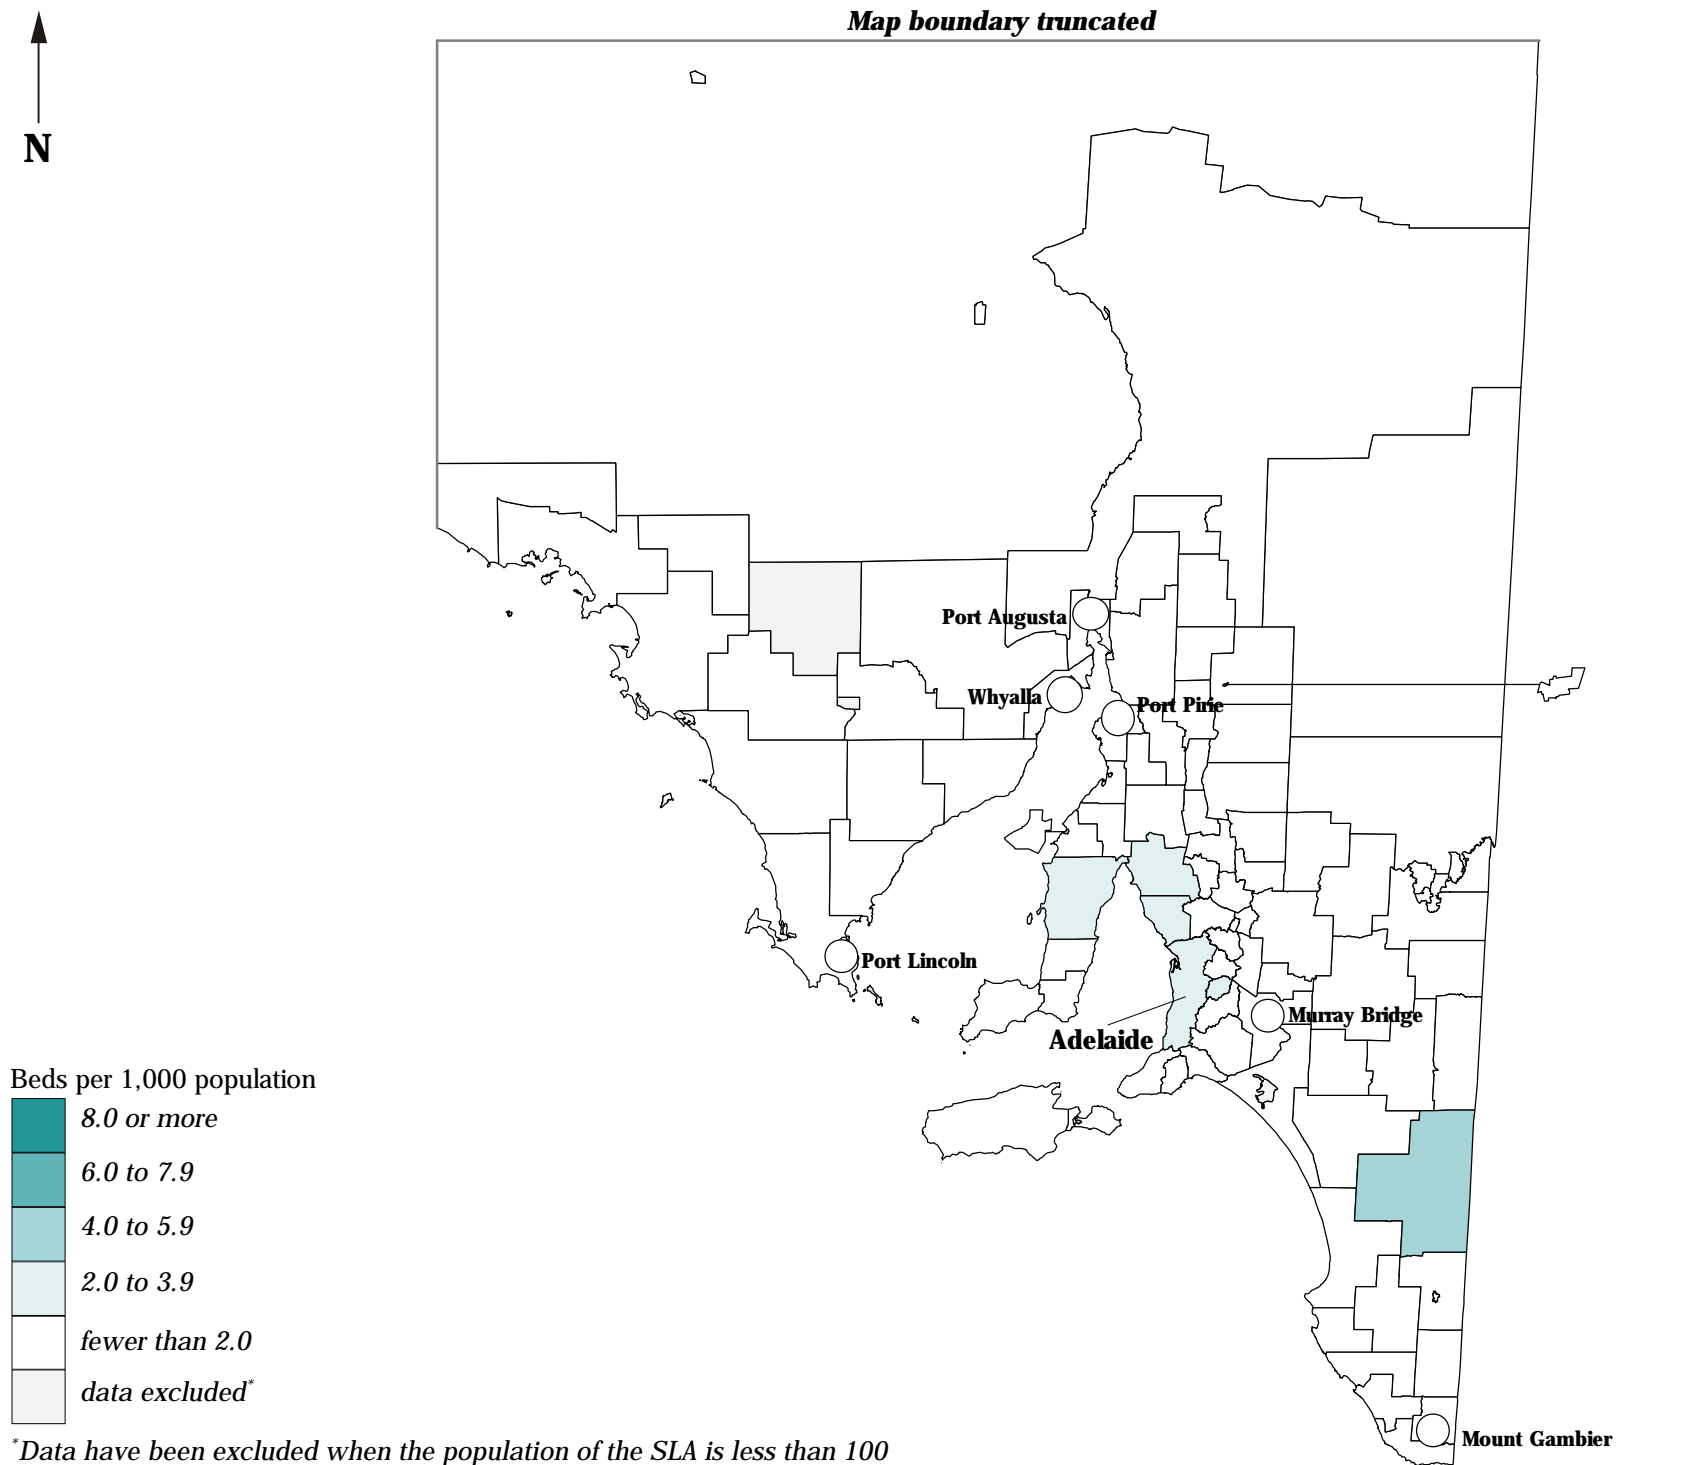 Map boundary truncated
N
Port Augusta
Whyalla
Port Pirie
Port Lincoln
Murray Bridge
Adelaide
Beds per 1,000 population
8.0 or more
6.0 to 7.9
4.0 to 5.9
2.0 to 3.9
fewer than 2.0
data excluded*
Mount Gambier
*Data have been excluded when the population of the SLA is less than 100